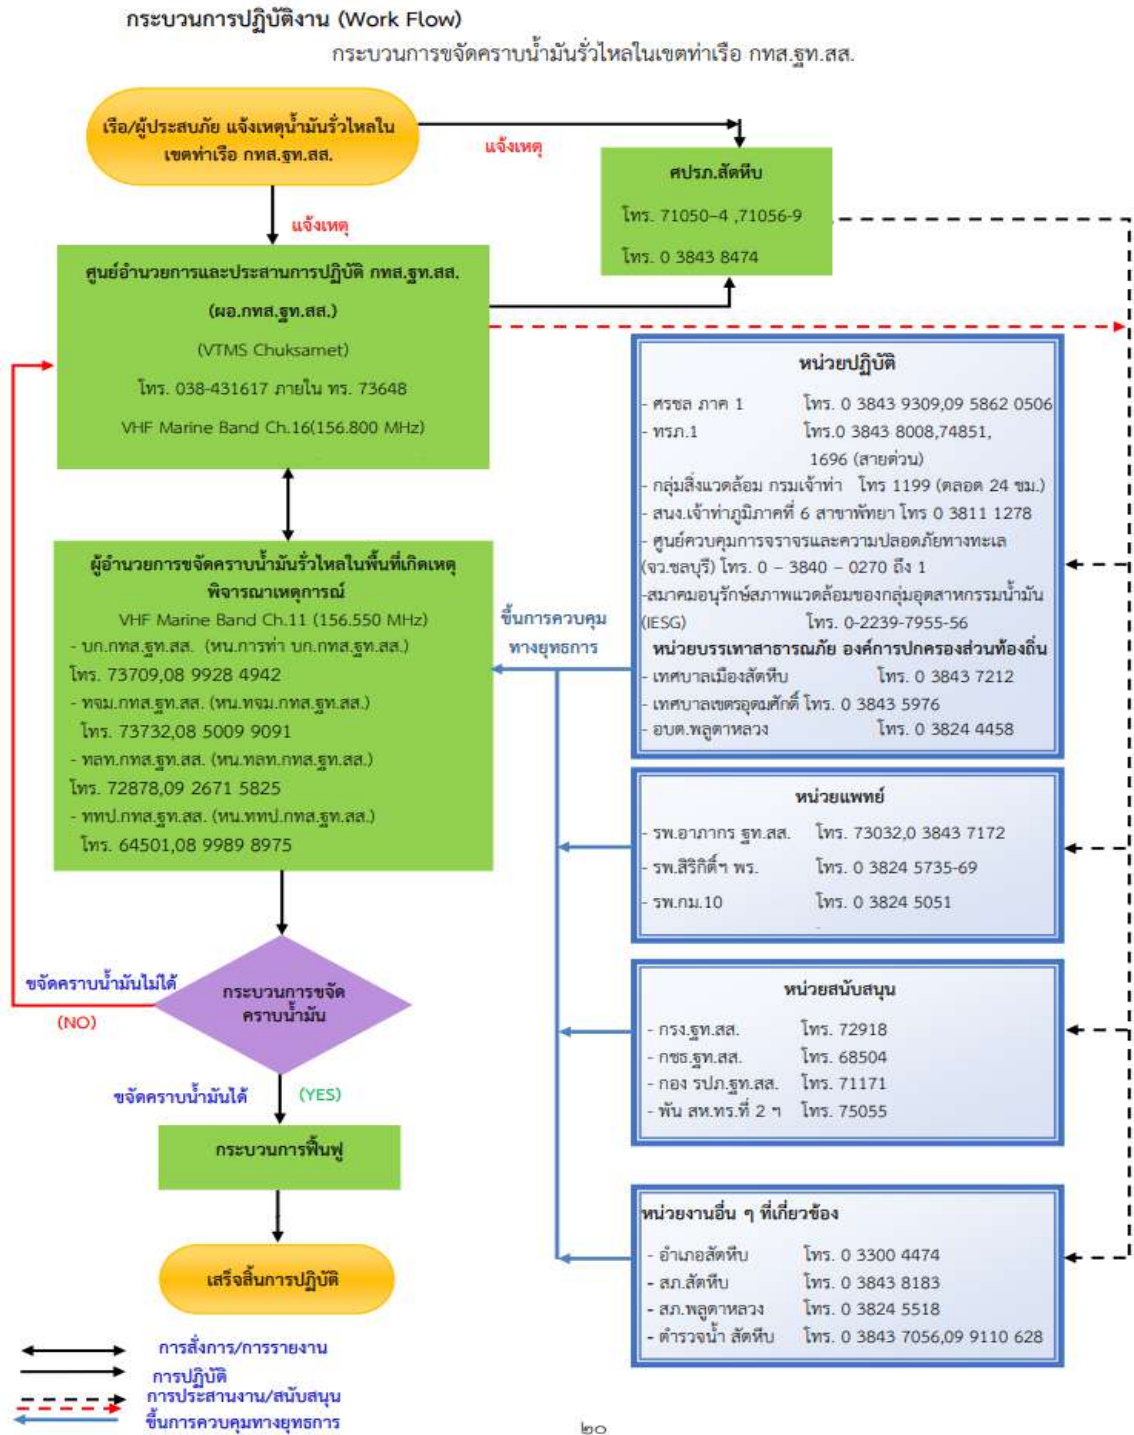 กระบวนการปฏิบัติงาน (Work Flow)
กระบวนการขจัดคราบน้ำมันรั่วไหลในเขตท่าเรือ กทส.ฐท.สส.
เรือ/ผู้ประสบภัย แจ้งเหตุน้ำมันรั่วไหลใน
เขตท่าเรือ กทส.ฐท.สส.
แจ้งเหตุ
ศปรภ.สัตหีบ
โทร. 71050–4 ,71056-9
โทร. 0 3843 8474
แจ้งเหตุ
ศูนย์อำนวยการและประสานการปฏิบัติ กทส.ฐท.สส.
(ผอ.กทส.ฐท.สส.)
(VTMS Chuksamet)
โทร. 038-431617 ภายใน ทร. 73648
VHF Marine Band Ch.16(156.800 MHz)
ผู้อำนวยการขจัดคราบน้ำมันรั่วไหลในพื้นที่เกิดเหตุ
พิจารณาเหตุการณ์
VHF Marine Band Ch.11 (156.550 MHz)
- บก.กทส.ฐท.สส. (หน.การท่า บก.กทส.ฐท.สส.)
โทร. 73709,08 9928 4942
- ทจม.กทส.ฐท.สส. (หน.ทจม.กทส.ฐท.สส.)
โทร. 73732,08 5009 9091
- ทลท.กทส.ฐท.สส. (หน.ทลท.กทส.ฐท.สส.)
โทร. 72878,09 2671 5825
- ททป.กทส.ฐท.สส. (หน.ททป.กทส.ฐท.สส.)
โทร. 64501,08 9989 8975
ขึ้นการควบคุม
ทางยุทธการ
หน่วยปฏิบัติ
- ศรชล ภาค 1 โทร. 0 3843 9309,09 5862 0506
- ทรภ.1 โทร.0 3843 8008,74851,
1696 (สายด่วน)
- กลุ่มสิ่งแวดล้อม กรมเจ้าท่า โทร 1199 (ตลอด 24 ชม.)
- สนง.เจ้าท่าภูมิภาคที่ 6 สาขาพัทยา โทร 0 3811 1278
- ศูนย์ควบคุมการจราจรและความปลอดภัยทางทะเล
(จว.ชลบุรี) โทร. 0 – 3840 – 0270 ถึง 1
-สมาคมอนุรักษ์สภาพแวดล้อมของกลุ่มอุตสาหกรรมน้ำมัน
(IESG) โทร. 0-2239-7955-56
หน่วยบรรเทาสาธารณภัย องค์การปกครองส่วนท้องถิ่น
- เทศบาลเมืองสัตหีบ โทร. 0 3843 7212
- เทศบาลเขตรอุดมศักดิ์ โทร. 0 3843 5976
- อบต.พลูตาหลวง โทร. 0 3824 4458
หน่วยแพทย์
- รพ.อาภากร ฐท.สส. โทร. 73032,0 3843 7172
- รพ.สิริกิติ์ฯ พร. โทร. 0 3824 5735-69
- รพ.กม.10 โทร. 0 3824 5051
หน่วยสนับสนุน
- กรง.ฐท.สส. โทร. 72918
- กชธ.ฐท.สส. โทร. 68504
- กอง รปภ.ฐท.สส. โทร. 71171
- พัน สห.ทร.ที่ 2 ฯ โทร. 75055
หน่วยงานอื่น ๆ ที่เกี่ยวข้อง
- อำเภอสัตหีบ โทร. 0 3300 4474
- สภ.สัตหีบ โทร. 0 3843 8183
- สภ.พลูตาหลวง โทร. 0 3824 5518
- ตำรวจน้ำ สัตหีบ โทร. 0 3843 7056,09 9110 628
ขจัดคราบน้ำมันไม่ได้
(NO)
กระบวนการขจัด
คราบน้ำมัน
ขจัดคราบน้ำมันได้ (YES)
กระบวนการฟื้นฟู
เสร็จสิ้นการปฏิบัติ
การสั่งการ/การรายงาน
การปฏิบัติ
การประสานงาน/สนับสนุน
ขึ้นการควบคุมทางยุทธการ
๒๐